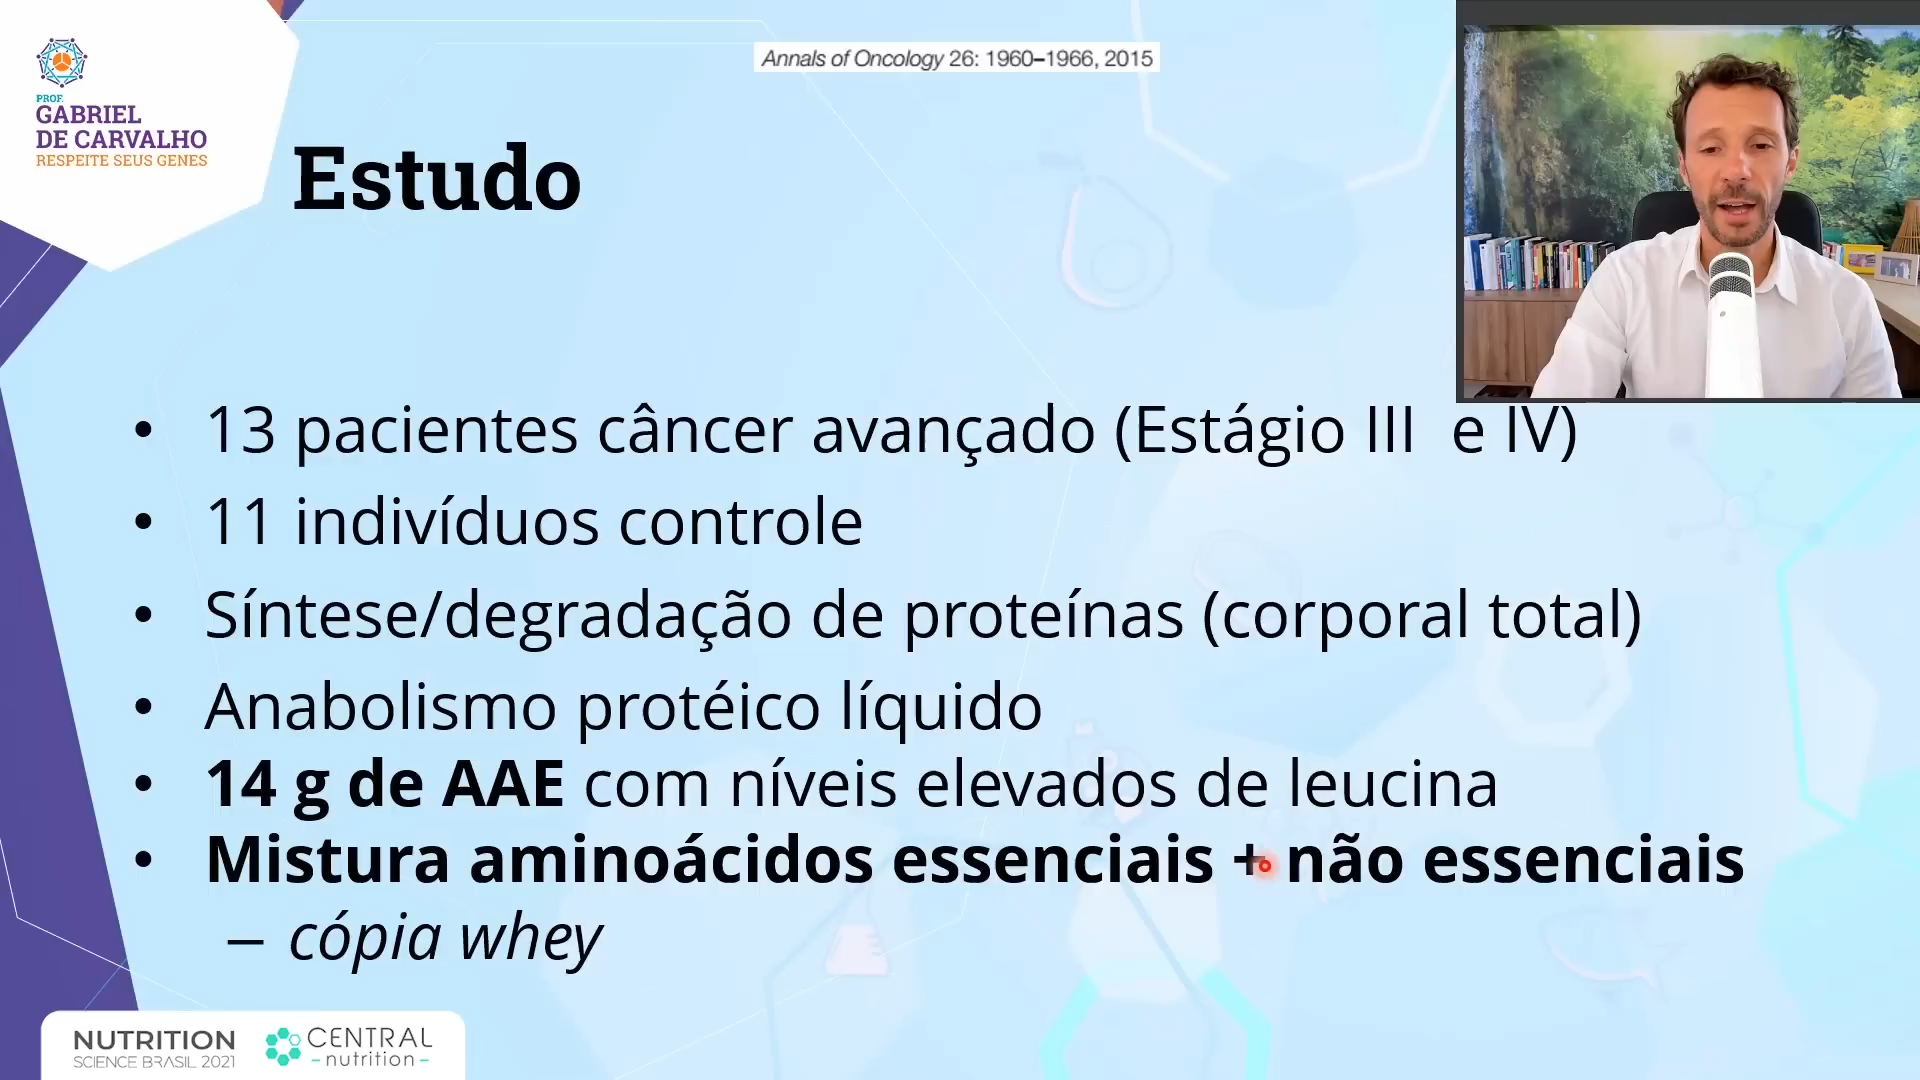 Annals of Oncology 26: 1960–1966, 2015
PROF.
GABRIEL
DE CARVALHO
RESPEITE SEUS GENES
Estudo
• 13 pacientes câncer avançado (Estágio III e IV)
• 11 indivíduos controle
• Síntese/degradação de proteínas (corporal total)
• Anabolismo protéico líquido
• 14 g de AAE com níveis elevados de leucina
• Mistura aminoácidos essenciais + não essenciais
– cópia whey
NUTRITION
SCIENCE BRASIL 2021
CENTRAL
nutrition